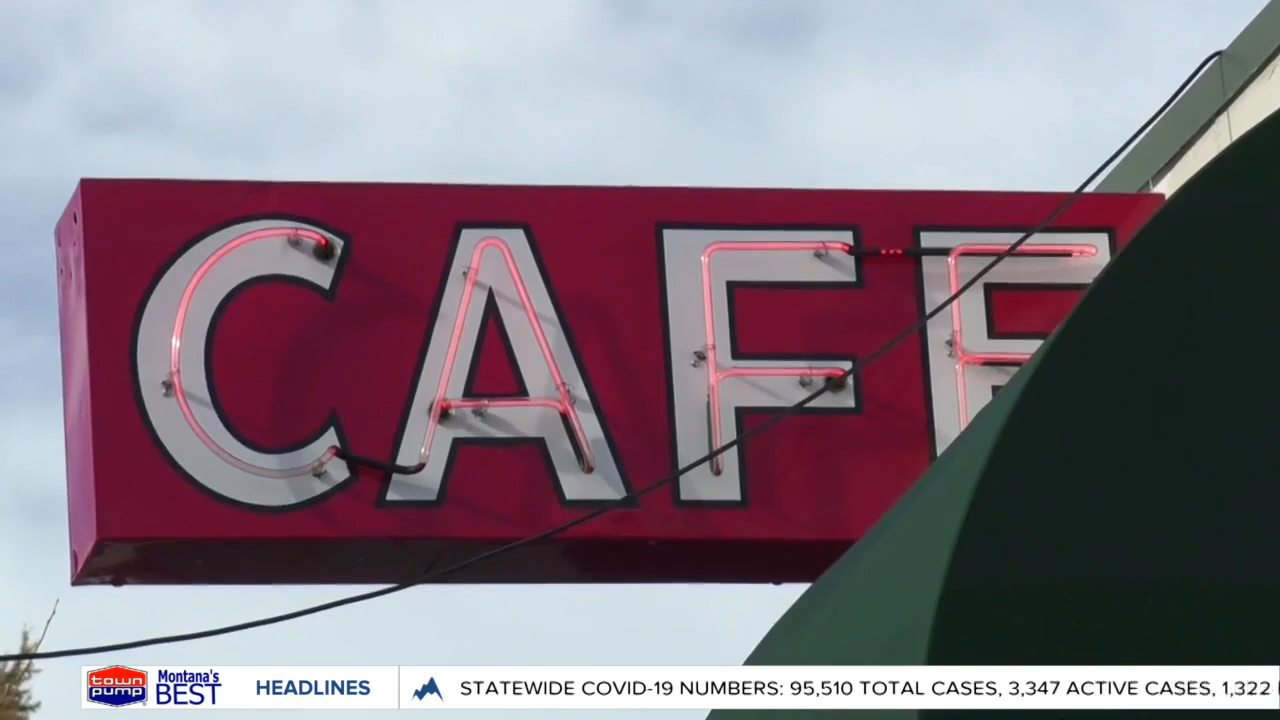 CAFE
town pump
Montana's BEST
HEADLINES
STATEWIDE COVID-19 NUMBERS: 95,510 TOTAL CASES, 3,347 ACTIVE CASES, 1,322